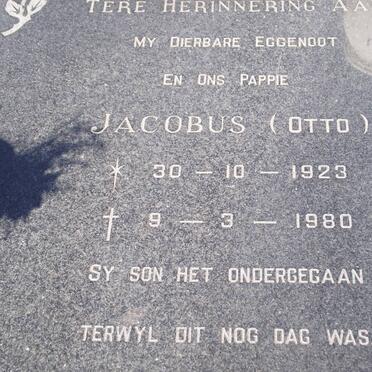 TERE HERINNERING AA
MY DIERBARE EGGENOOT
EN ONS PAPPIE
JACOBUS (OTTO)
* 30 - 10 - 1923
† 9 - 3 - 1980
SY SON HET ONDERGEGAAN
TERWYL DIT NOG DAG WAS